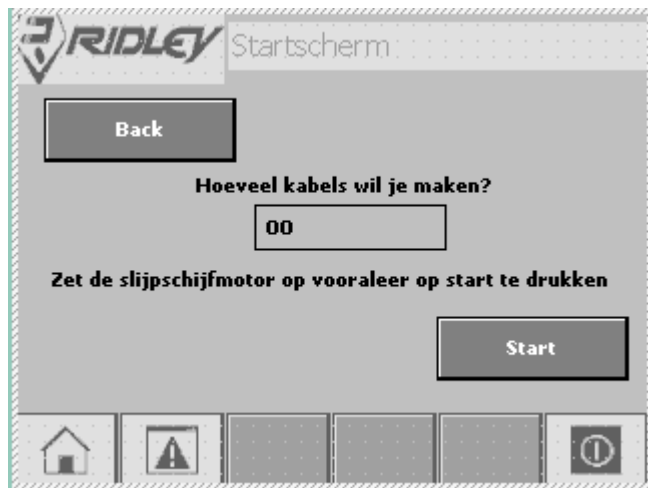 RIDLEY Startscherm
Back
Hoeveel kabels wil je maken?
00
Zet de slijpschijfmotor op vooraleer op start te drukken
Start